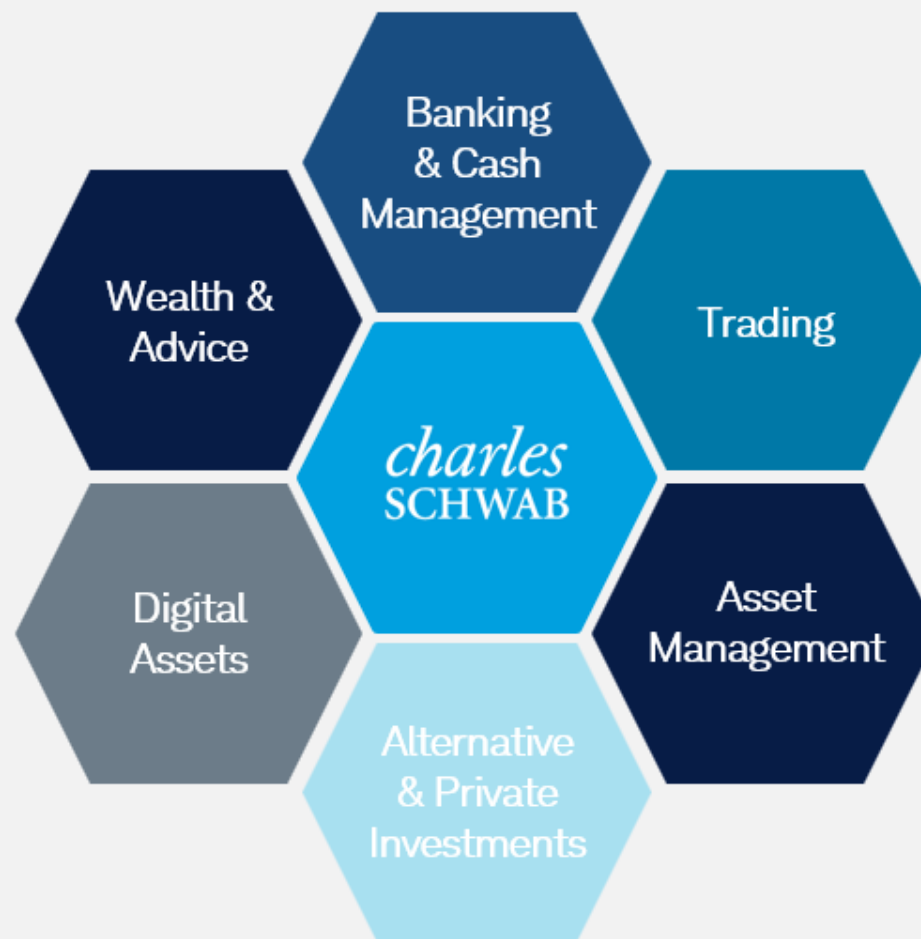 Banking
& Cash
Management
Wealth &
Advice
Trading
charles
SCHWAB
Digital
Assets
Asset
Management
Alternative
& Private
Investments